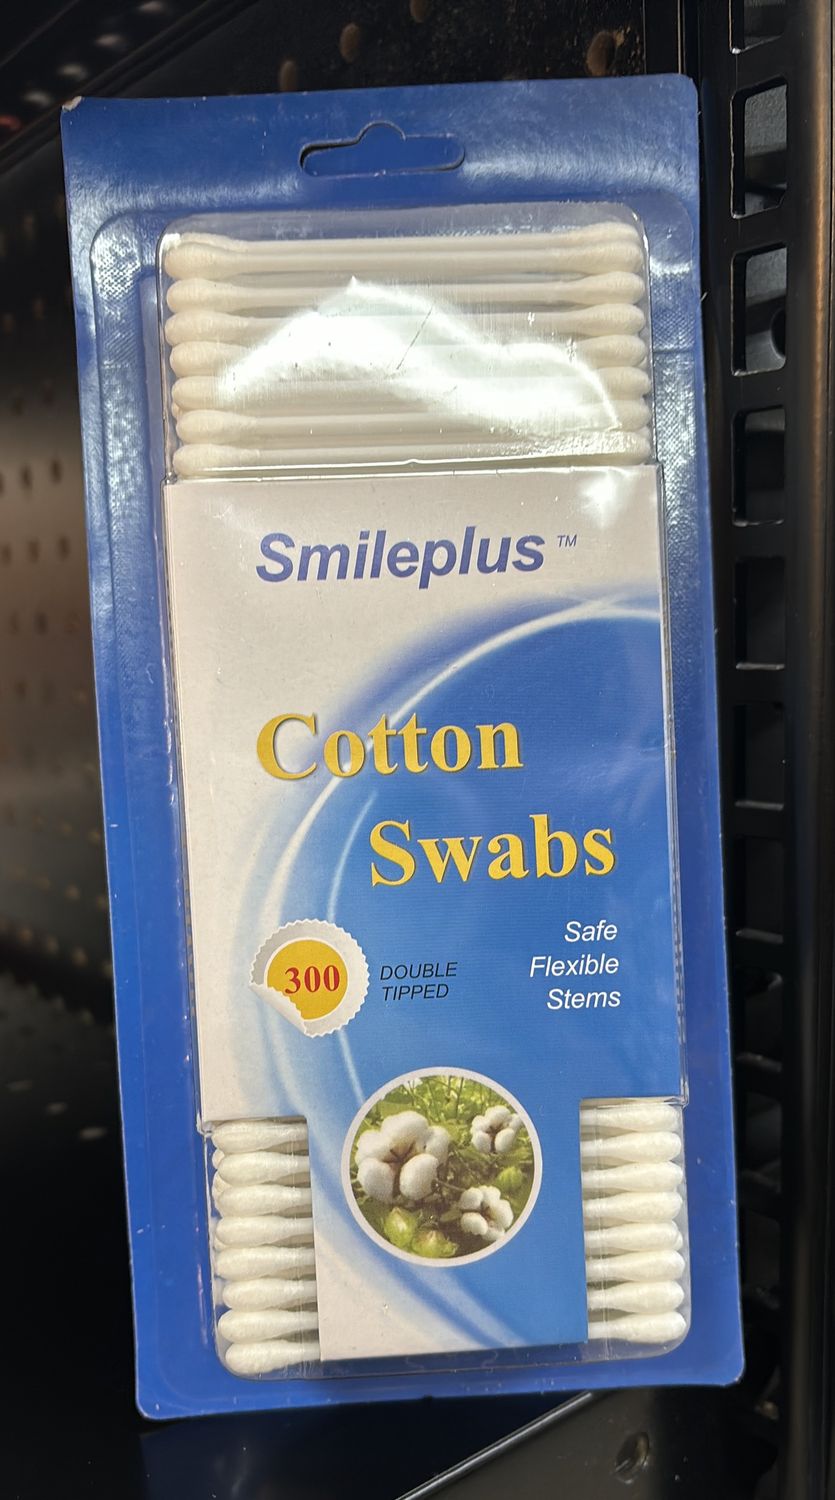 Smileplus™
Cotton
Swabs
300
DOUBLE
TIPPED
Safe
Flexible
Stems